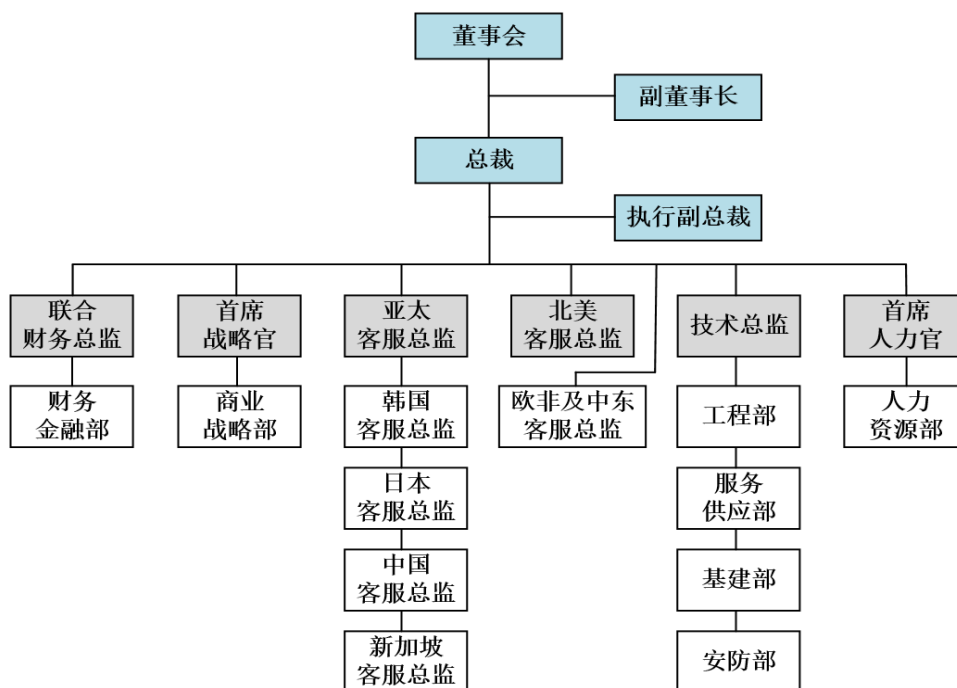 董事会
副董事长
总裁
执行副总裁
联合
财务总监
首席
战略官
亚太
客服总监
北美
客服总监
技术总监
首席
人力官
财务
金融部
商业
战略部
韩国
客服总监
欧非及中东
客服总监
工程部
人力
资源部
日本
客服总监
服务
供应部
中国
客服总监
基建部
新加坡
客服总监
安防部